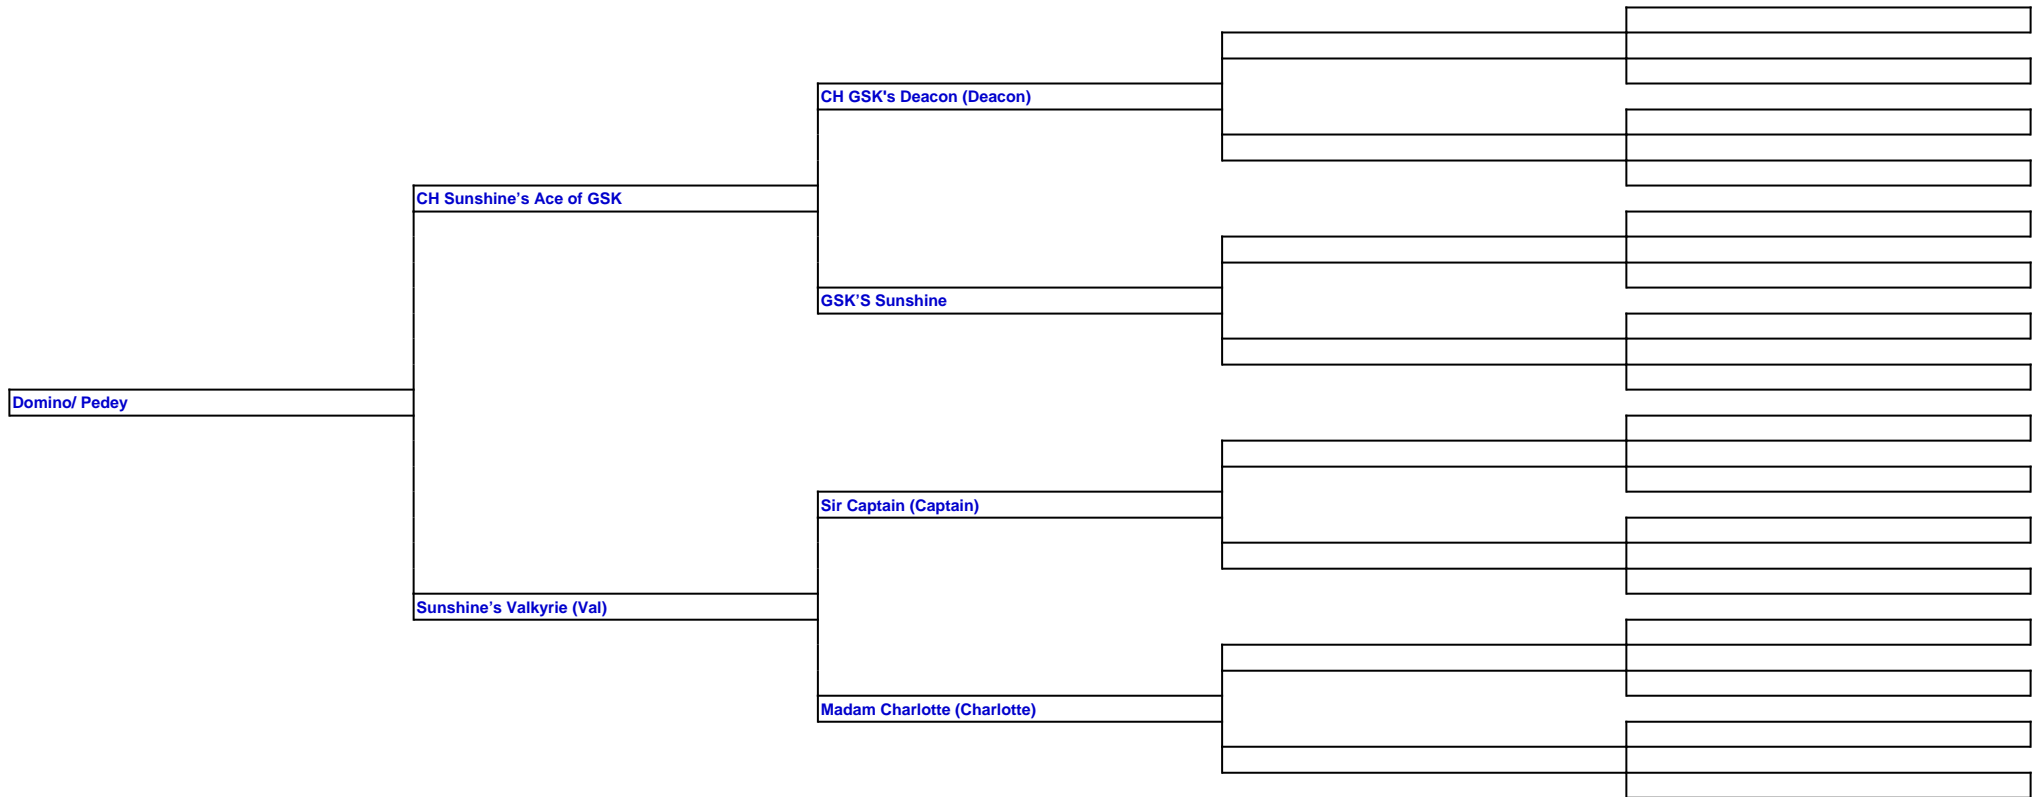 CH GSK's Deacon (Deacon)
CH Sunshine’s Ace of GSK
GSK’S Sunshine
Domino/ Pedey
Sir Captain (Captain)
Sunshine’s Valkyrie (Val)
Madam Charlotte (Charlotte)